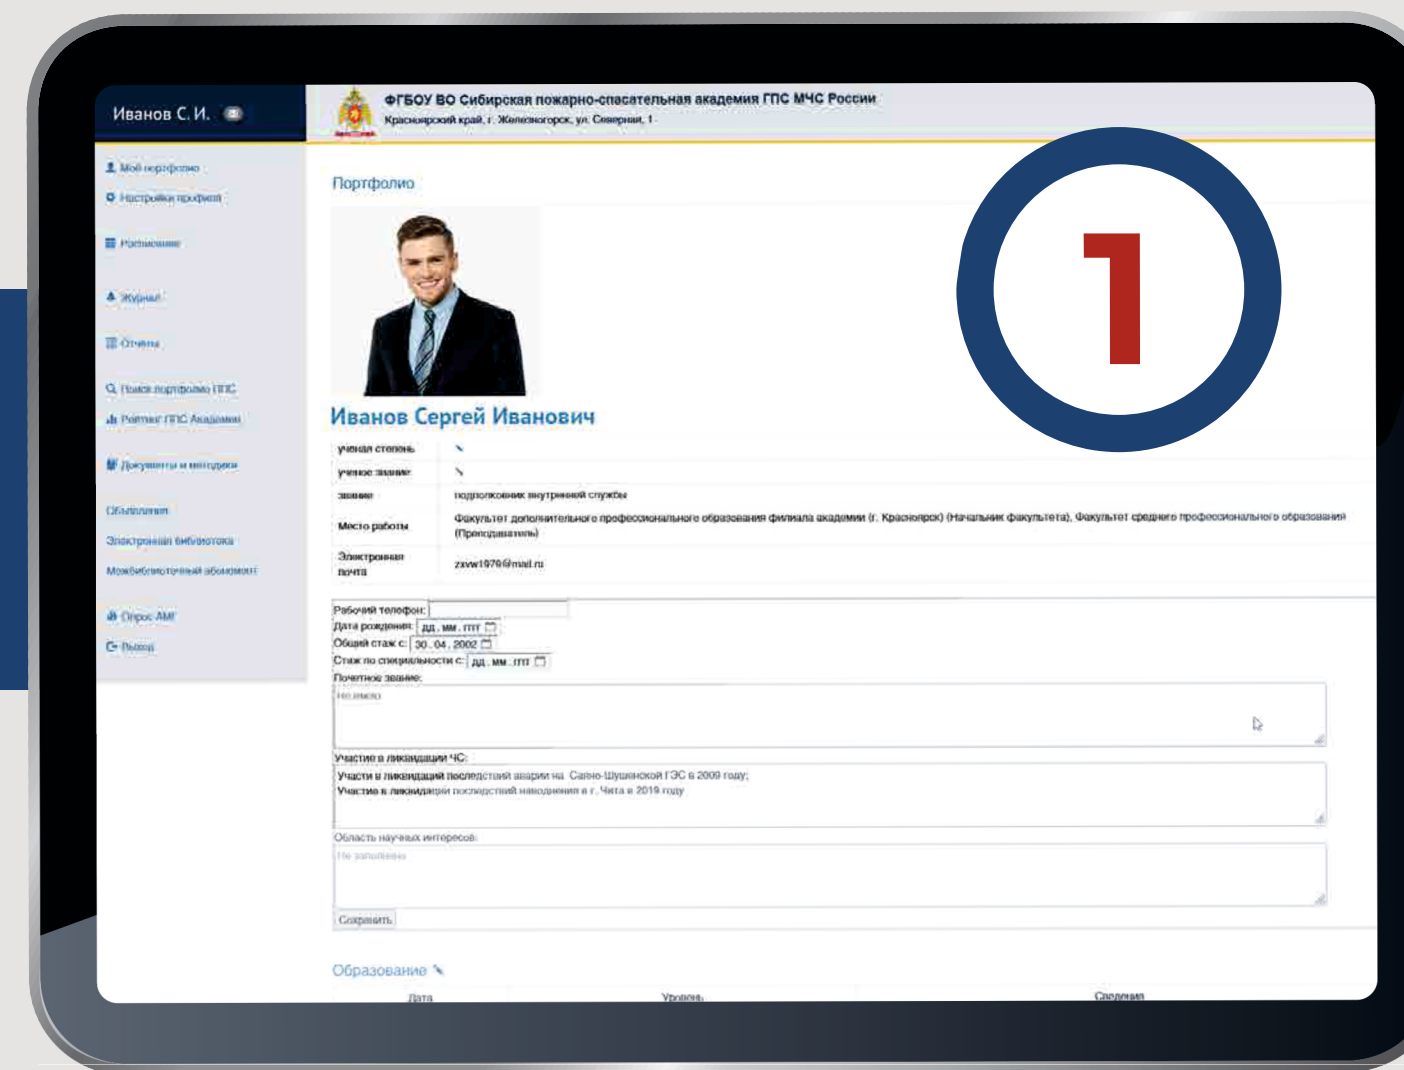 Иванов С. И.
ФГБОУ ВО Сибирская пожарно-спасательная академия ГПС МЧС России
Красноярский край, г. Железногорск, ул. Северная, 1
Мой портфолио
Настройки профиля
Расписание
Журнал
Отчеты
Поиск портфолио ППС
Рейтинг ППС Академии
Документы и методики
Объявления
Электронная библиотека
Межбиблиотечный абонемент
Опрос АМГ
Выход
Портфолио
1
Иванов Сергей Иванович
ученая степень
ученое звание
звание
подполковник внутренней службы
Место работы
Факультет дополнительного профессионального образования филиала академии (г. Красноярск) (Начальник факультета), Факультет среднего профессионального образования
(Преподаватель)
Электронная
почта
zxvw1979@mail.ru
Рабочий телефон:
Дата рождения: дд.мм.гггг
Общий стаж с: 30.04.2002
Стаж по специальности с: дд.мм.гггг
Почетное звание:
Не имею
Участие в ликвидации ЧС:
Участи в ликвидаций последствий аварии на Саяно-Шушенской ГЭС в 2009 году;
Участие в ликвидации последствий наводнения в г. Чита в 2019 году
Область научных интересов:
Не заполнено
Сохранить
Образование
Дата
Уровень
Сведения